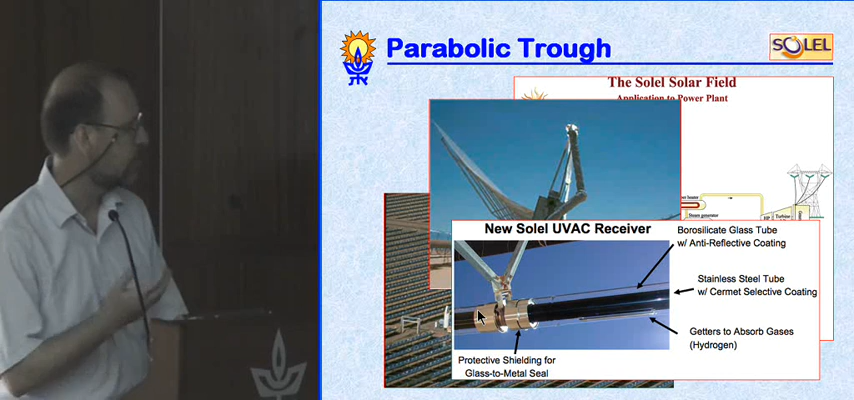 Parabolic Trough
SOLEL
The Solel Solar Field
Application to Power Plant
Steam generator
HP
Turbine
New Solel UVAC Receiver
Borosilicate Glass Tube
w/ Anti-Reflective Coating
Stainless Steel Tube
w/ Cermet Selective Coating
Getters to Absorb Gases
(Hydrogen)
Protective Shielding for
Glass-to-Metal Seal